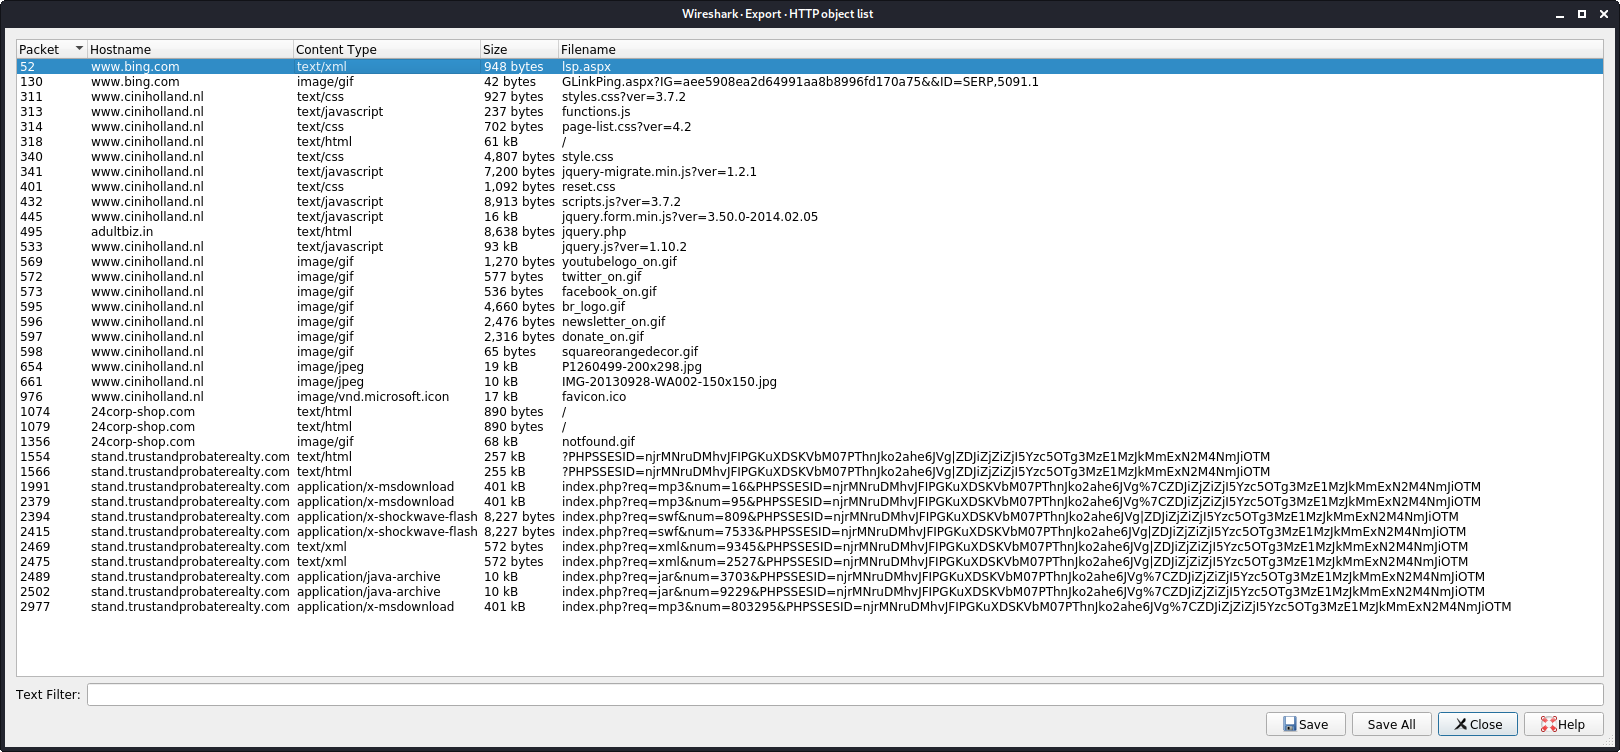 Wireshark · Export · HTTP object list
Packet Hostname Content Type Size Filename
52 www.bing.com text/xml 948 bytes lsp.aspx
130 www.bing.com image/gif 42 bytes GLinkPing.aspx?IG=aee5908ea2d64991aa8b8996fd170a75&&ID=SERP,5091.1
311 www.ciniholland.nl text/css 927 bytes styles.css?ver=3.7.2
313 www.ciniholland.nl text/javascript 237 bytes functions.js
314 www.ciniholland.nl text/css 702 bytes page-list.css?ver=4.2
318 www.ciniholland.nl text/html 61 kB /
340 www.ciniholland.nl text/css 4,807 bytes style.css
341 www.ciniholland.nl text/javascript 7,200 bytes jquery-migrate.min.js?ver=1.2.1
401 www.ciniholland.nl text/css 1,092 bytes reset.css
432 www.ciniholland.nl text/javascript 8,913 bytes scripts.js?ver=3.7.2
445 www.ciniholland.nl text/javascript 16 kB jquery.form.min.js?ver=3.50.0-2014.02.05
495 adultbiz.in text/html 8,638 bytes jquery.php
533 www.ciniholland.nl text/javascript 93 kB jquery.js?ver=1.10.2
569 www.ciniholland.nl image/gif 1,270 bytes youtubelogo_on.gif
572 www.ciniholland.nl image/gif 577 bytes twitter_on.gif
573 www.ciniholland.nl image/gif 536 bytes facebook_on.gif
595 www.ciniholland.nl image/gif 4,660 bytes br_logo.gif
596 www.ciniholland.nl image/gif 2,476 bytes newsletter_on.gif
597 www.ciniholland.nl image/gif 2,316 bytes donate_on.gif
598 www.ciniholland.nl image/gif 65 bytes squareorangedecor.gif
654 www.ciniholland.nl image/jpeg 19 kB P1260499-200x298.jpg
661 www.ciniholland.nl image/jpeg 10 kB IMG-20130928-WA002-150x150.jpg
976 www.ciniholland.nl image/vnd.microsoft.icon 17 kB favicon.ico
1074 24corp-shop.com text/html 890 bytes /
1079 24corp-shop.com text/html 890 bytes /
1356 24corp-shop.com image/gif 68 kB notfound.gif
1554 stand.trustandprobaterealty.com text/html 257 kB ?PHPSSESID=njrMNruDMhvJFIPGKuXDSKVbM07PThnJko2ahe6JVg|ZDJiZjZiZjI5Yzc5OTg3MzE1MzJkMmExN2M4NmJiOTM
1566 stand.trustandprobaterealty.com text/html 255 kB ?PHPSSESID=njrMNruDMhvJFIPGKuXDSKVbM07PThnJko2ahe6JVg|ZDJiZjZiZjI5Yzc5OTg3MzE1MzJkMmExN2M4NmJiOTM
1991 stand.trustandprobaterealty.com application/x-msdownload 401 kB index.php?req=mp3&num=16&PHPSSESID=njrMNruDMhvJFIPGKuXDSKVbM07PThnJko2ahe6JVg%7CZDJiZjZiZjI5Yzc5OTg3MzE1MzJkMmExN2M4NmJiOTM
2379 stand.trustandprobaterealty.com application/x-msdownload 401 kB index.php?req=mp3&num=95&PHPSSESID=njrMNruDMhvJFIPGKuXDSKVbM07PThnJko2ahe6JVg%7CZDJiZjZiZjI5Yzc5OTg3MzE1MzJkMmExN2M4NmJiOTM
2394 stand.trustandprobaterealty.com application/x-shockwave-flash 8,227 bytes index.php?req=swf&num=809&PHPSSESID=njrMNruDMhvJFIPGKuXDSKVbM07PThnJko2ahe6JVg|ZDJiZjZiZjI5Yzc5OTg3MzE1MzJkMmExN2M4NmJiOTM
2415 stand.trustandprobaterealty.com application/x-shockwave-flash 8,227 bytes index.php?req=swf&num=7533&PHPSSESID=njrMNruDMhvJFIPGKuXDSKVbM07PThnJko2ahe6JVg|ZDJiZjZiZjI5Yzc5OTg3MzE1MzJkMmExN2M4NmJiOTM
2469 stand.trustandprobaterealty.com text/xml 572 bytes index.php?req=xml&num=9345&PHPSSESID=njrMNruDMhvJFIPGKuXDSKVbM07PThnJko2ahe6JVg|ZDJiZjZiZjI5Yzc5OTg3MzE1MzJkMmExN2M4NmJiOTM
2475 stand.trustandprobaterealty.com text/xml 572 bytes index.php?req=xml&num=2527&PHPSSESID=njrMNruDMhvJFIPGKuXDSKVbM07PThnJko2ahe6JVg|ZDJiZjZiZjI5Yzc5OTg3MzE1MzJkMmExN2M4NmJiOTM
2489 stand.trustandprobaterealty.com application/java-archive 10 kB index.php?req=jar&num=3703&PHPSSESID=njrMNruDMhvJFIPGKuXDSKVbM07PThnJko2ahe6JVg%7CZDJiZjZiZjI5Yzc5OTg3MzE1MzJkMmExN2M4NmJiOTM
2502 stand.trustandprobaterealty.com application/java-archive 10 kB index.php?req=jar&num=9229&PHPSSESID=njrMNruDMhvJFIPGKuXDSKVbM07PThnJko2ahe6JVg%7CZDJiZjZiZjI5Yzc5OTg3MzE1MzJkMmExN2M4NmJiOTM
2977 stand.trustandprobaterealty.com application/x-msdownload 401 kB index.php?req=mp3&num=803295&PHPSSESID=njrMNruDMhvJFIPGKuXDSKVbM07PThnJko2ahe6JVg%7CZDJiZjZiZjI5Yzc5OTg3MzE1MzJkMmExN2M4NmJiOTM
Text Filter:
Save Save All Close Help